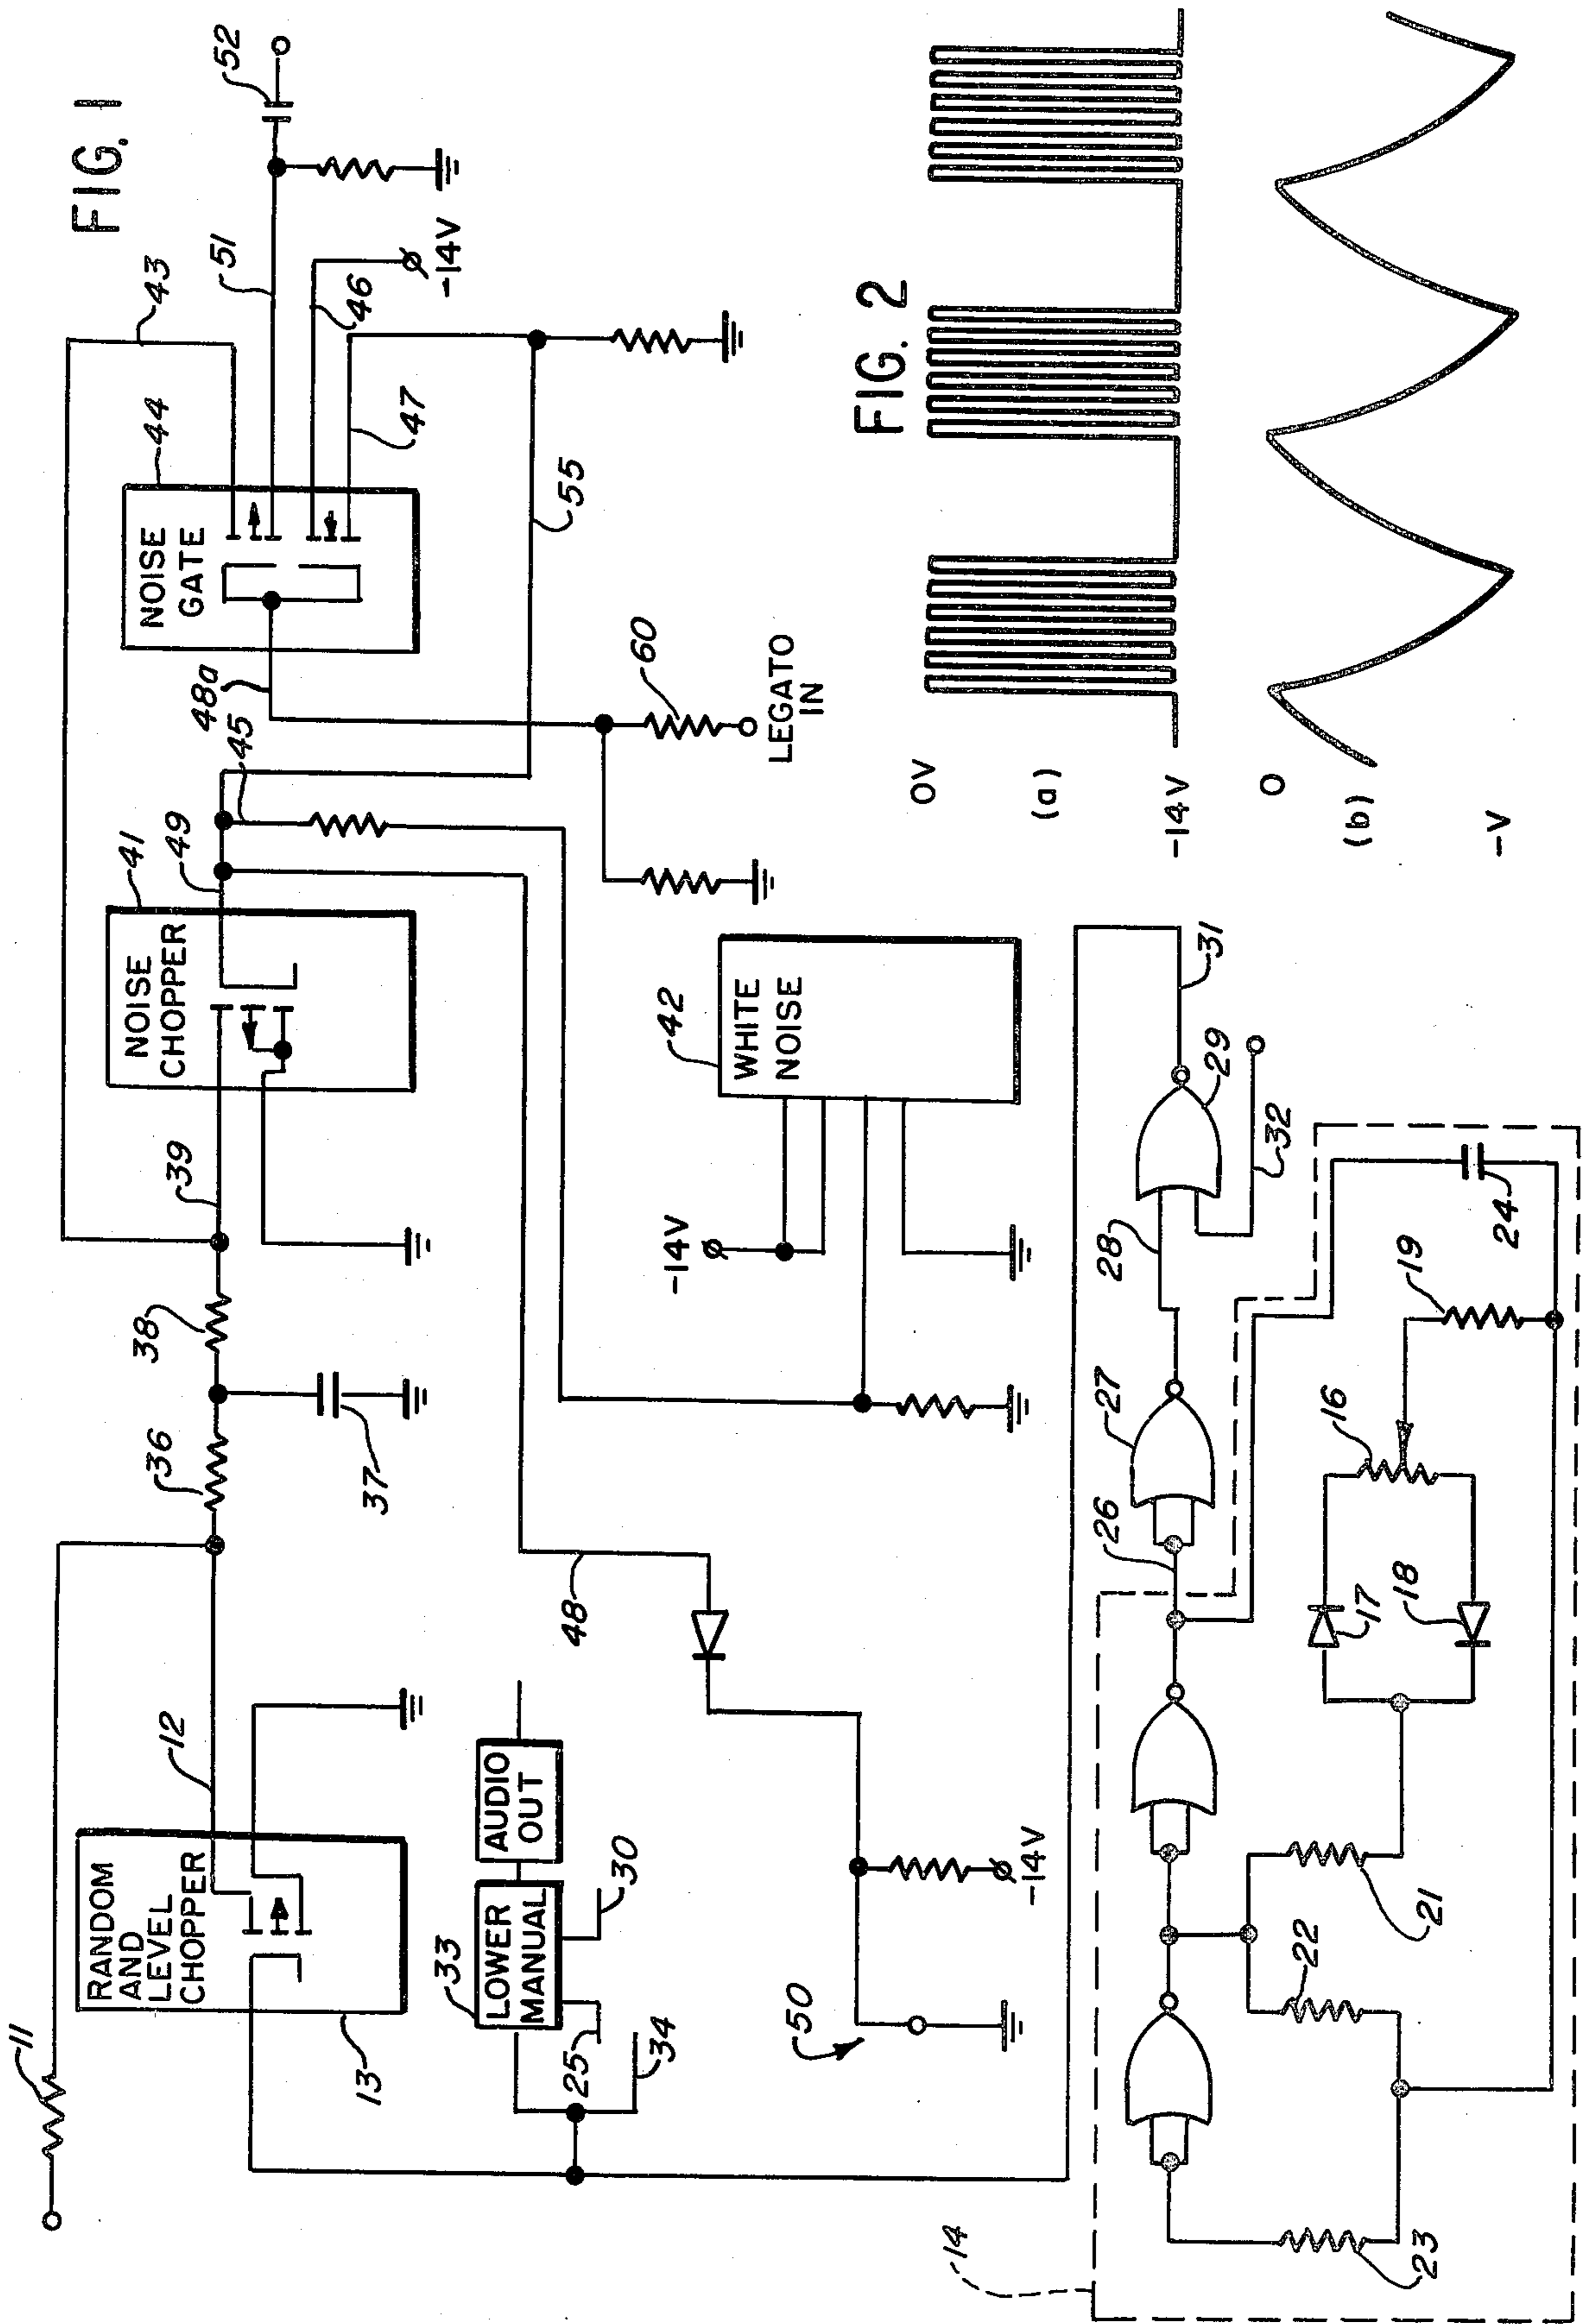 FIG. 1
11
RANDOM
AND
LEVEL
CHOPPER
13
12
36
37
38
39
NOISE
CHOPPER
41
49
45
43
NOISE
GATE
44
48a
51
52
46
-14V
47
55
60
LEGATO
IN
33
LOWER
MANUAL
AUDIO
OUT
25
34
30
48
50
-14V
WHITE
NOISE
42
-14V
14
23
22
21
17
18
16
19
24
26
27
28
29
31
32
FIG. 2
0V
(a)
-14V
0
(b)
-V